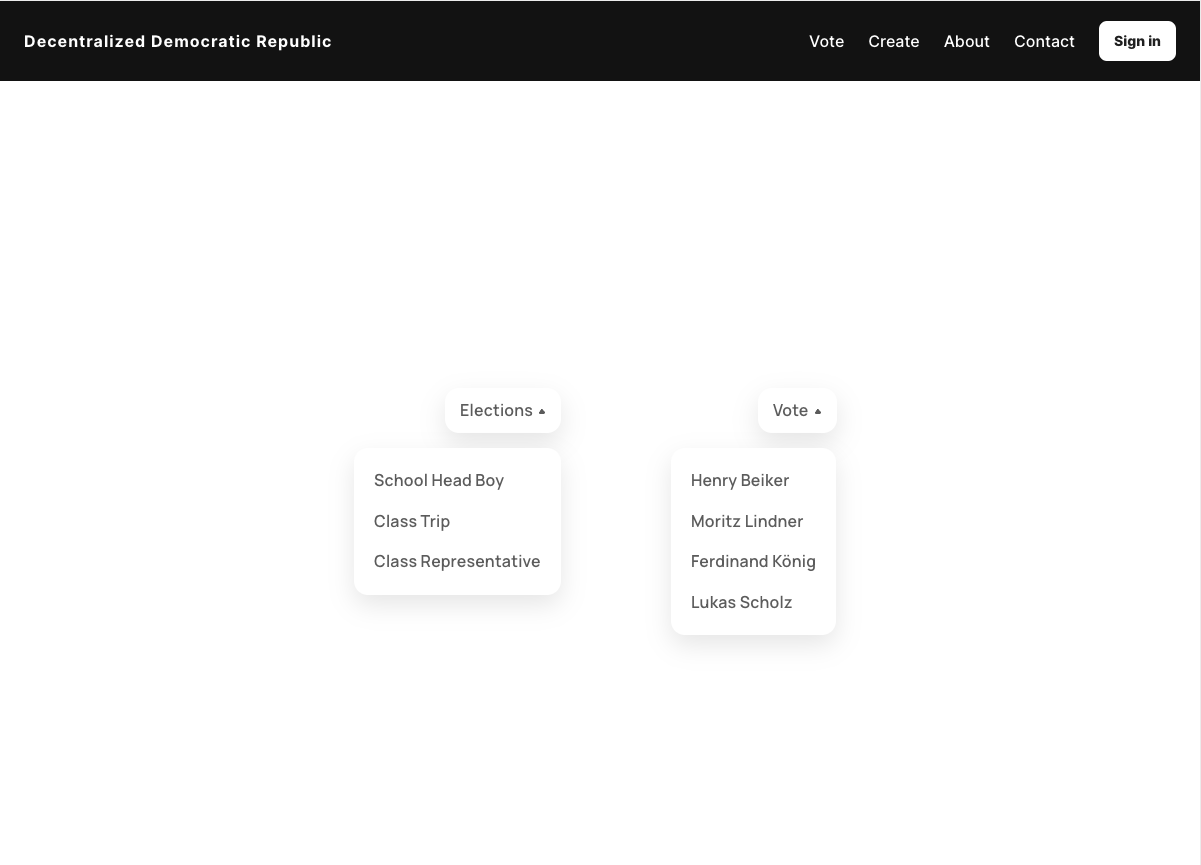 Decentralized Democratic Republic
Vote Create About Contact Sign in
Elections
School Head Boy
Class Trip
Class Representative
Vote
Henry Beiker
Moritz Lindner
Ferdinand König
Lukas Scholz